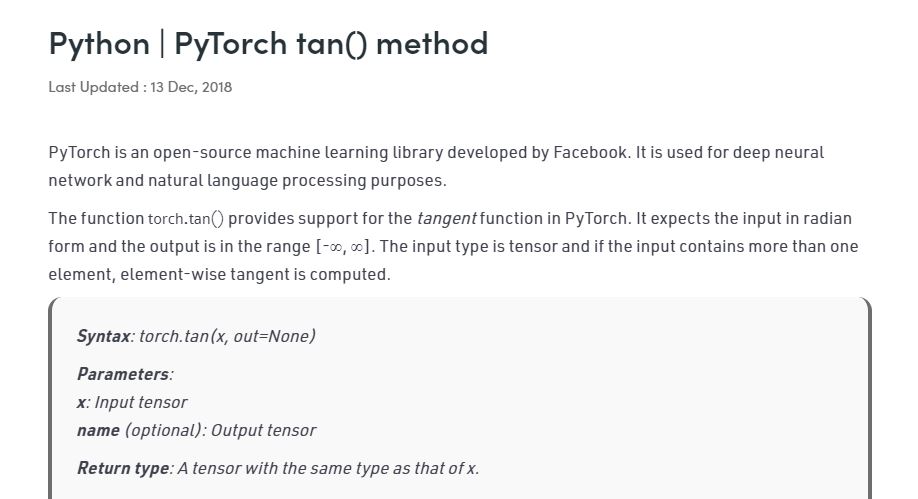 Python | PyTorch tan() method
Last Updated : 13 Dec, 2018
PyTorch is an open-source machine learning library developed by Facebook. It is used for deep neural
network and natural language processing purposes.
The function torch.tan() provides support for the tangent function in PyTorch. It expects the input in radian
form and the output is in the range [-∞, ∞]. The input type is tensor and if the input contains more than one
element, element-wise tangent is computed.
Syntax: torch.tan(x, out=None)
Parameters:
x: Input tensor
name (optional): Output tensor
Return type: A tensor with the same type as that of x.